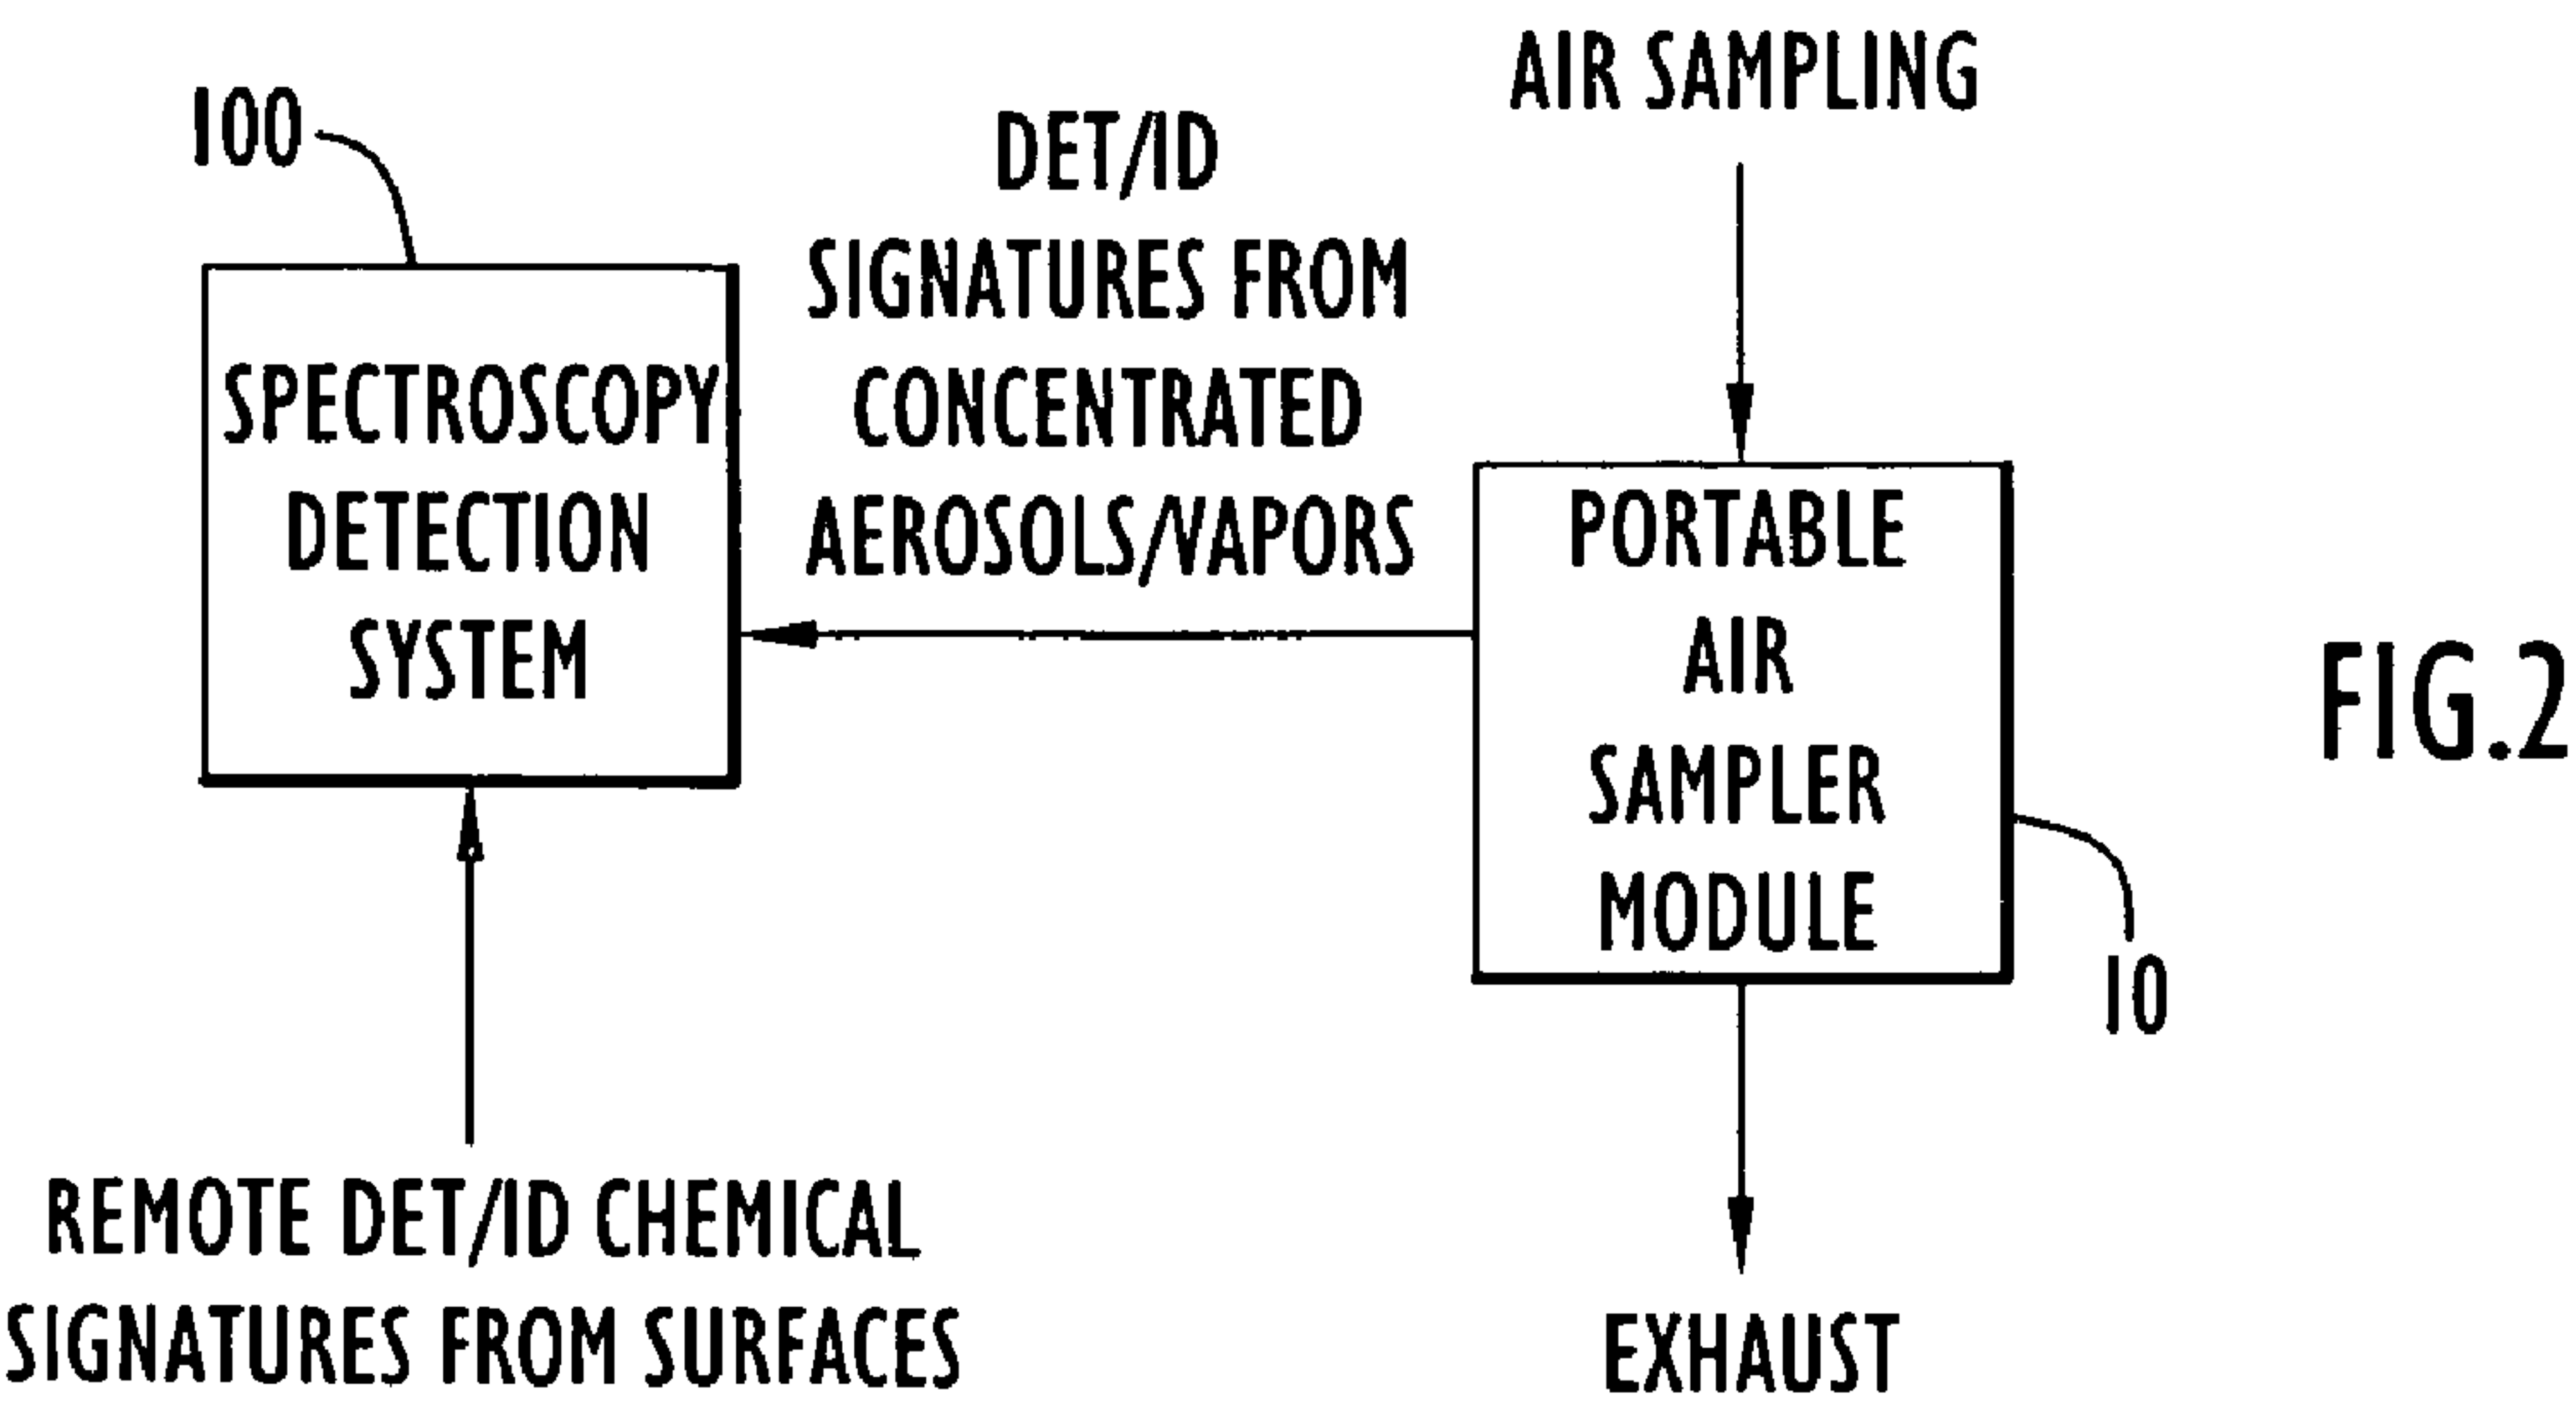 100
SPECTROSCOPY
DETECTION
SYSTEM
DET/ID
SIGNATURES FROM
CONCENTRATED
AEROSOLS/VAPORS
AIR SAMPLING
PORTABLE
AIR
SAMPLER
MODULE
10
EXHAUST
REMOTE DET/ID CHEMICAL
SIGNATURES FROM SURFACES
FIG.2